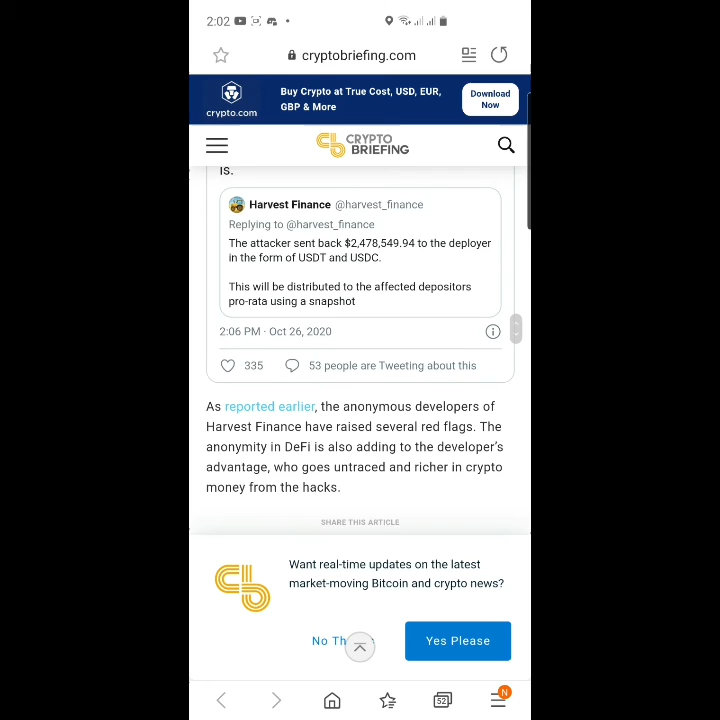 2:02
cryptobriefing.com
crypto.com
Buy Crypto at True Cost, USD, EUR,
GBP & More
Download
Now
CRYPTO
BRIEFING
is.
Harvest Finance @harvest_finance
Replying to @harvest_finance
The attacker sent back $2,478,549.94 to the deployer
in the form of USDT and USDC.
This will be distributed to the affected depositors
pro-rata using a snapshot
2:06 PM · Oct 26, 2020
335
53 people are Tweeting about this
As reported earlier, the anonymous developers of
Harvest Finance have raised several red flags. The
anonymity in DeFi is also adding to the developer's
advantage, who goes untraced and richer in crypto
money from the hacks.
SHARE THIS ARTICLE
Want real-time updates on the latest
market-moving Bitcoin and crypto news?
No
Yes Please
52
N